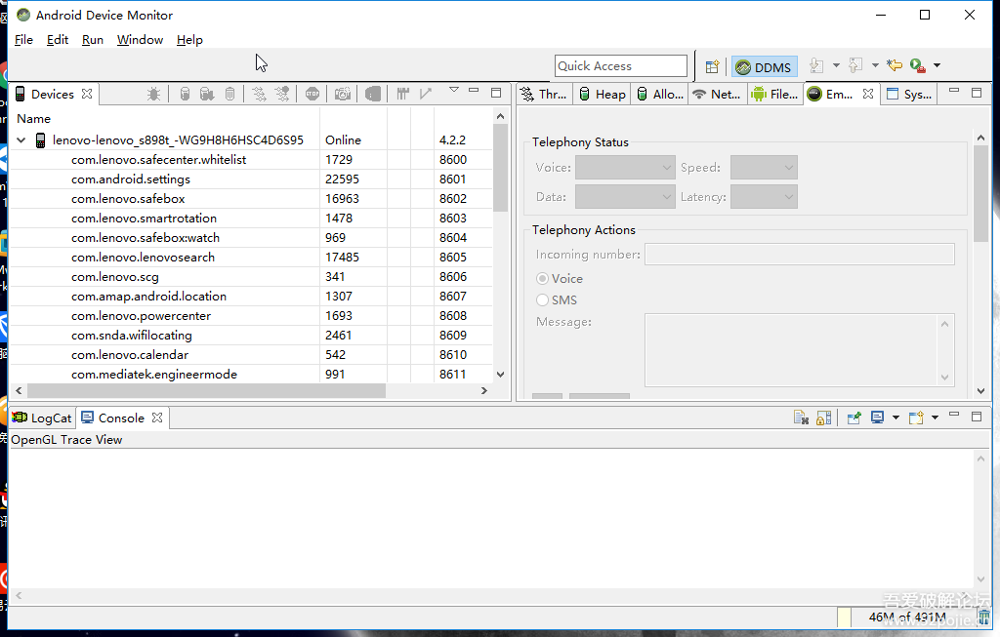 Android Device Monitor
File Edit Run Window Help
Quick Access DDMS
Devices
Thr... Heap Allo... Net... File... Em... Sys...
Name
lenovo-lenovo_s898t_-WG9H8H6HSC4D6S95 Online 4.2.2
com.lenovo.safecenter.whitelist 1729 8600
com.android.settings 22595 8601
com.lenovo.safebox 16963 8602
com.lenovo.smartrotation 1478 8603
com.lenovo.safebox:watch 969 8604
com.lenovo.lenovosearch 17485 8605
com.lenovo.scg 341 8606
com.amap.android.location 1307 8607
com.lenovo.powercenter 1693 8608
com.snda.wifilocating 2461 8609
com.lenovo.calendar 542 8610
com.mediatek.engineermode 991 8611
Telephony Status
Voice: Speed:
Data: Latency:
Telephony Actions
Incoming number:
Voice
SMS
Message:
LogCat Console
OpenGL Trace View
吾爱破解论坛
46M of 491M